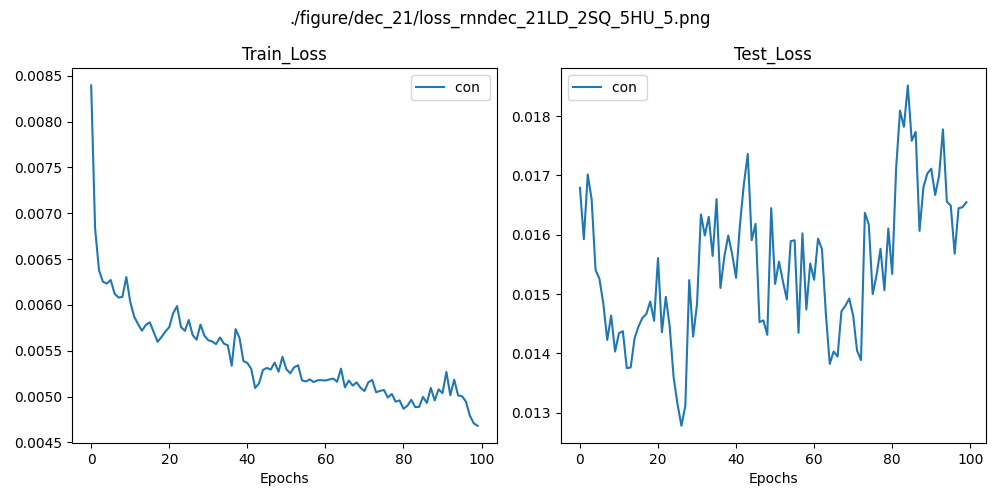 ./figure/dec_21/loss_rnndec_21LD_2SQ_5HU_5.png
Train_Loss
con
0.0085
0.0080
0.0075
0.0070
0.0065
0.0060
0.0055
0.0050
0.0045
0 20 40 60 80 100
Epochs
Test_Loss
con
0.018
0.017
0.016
0.015
0.014
0.013
0 20 40 60 80 100
Epochs